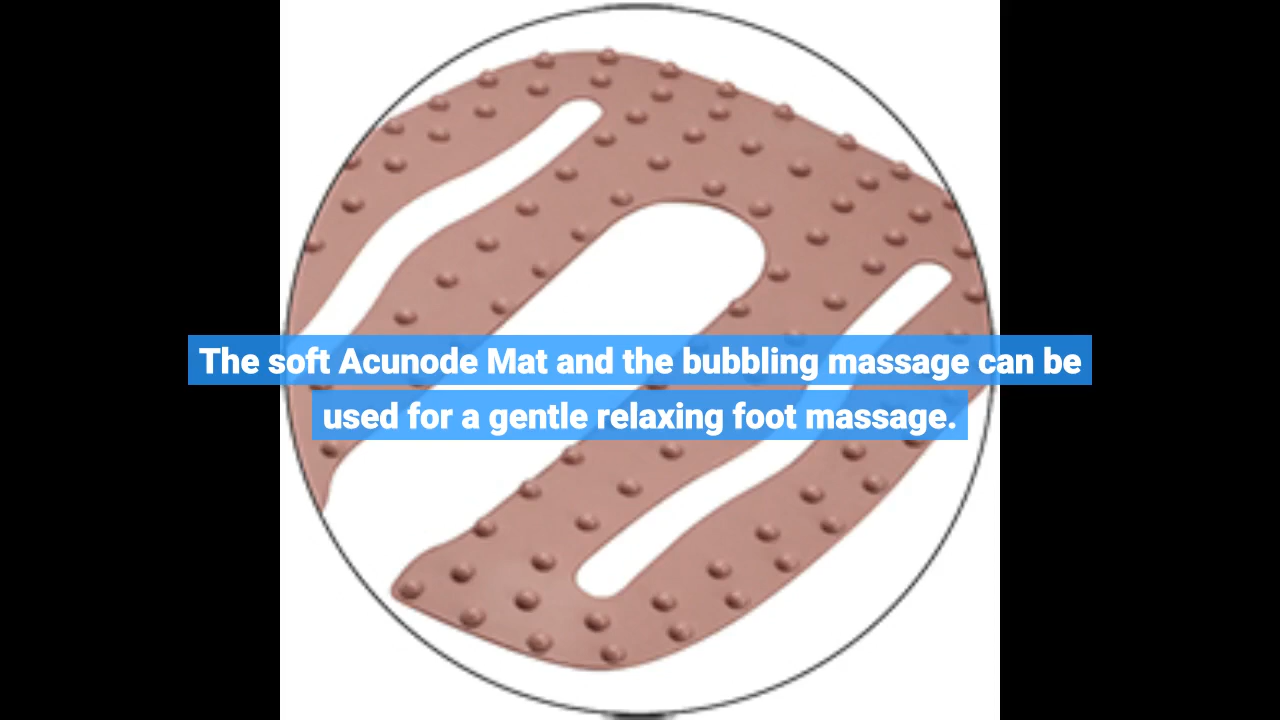 The soft Acunode Mat and the bubbling massage can be
used for a gentle relaxing foot massage.